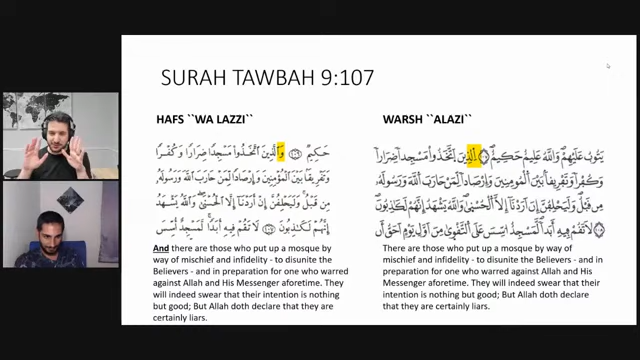 SURAH TAWBAH 9:107
HAFS ``WA LAZZI``
حَكِيمٌ ١٠٦ وَالَّذِينَ اتَّخَذُوا مَسْجِدًا ضِرَارًا وَكُفْرًا
وَتَفْرِيقًا بَيْنَ الْمُؤْمِنِينَ وَإِرْصَادًا لِّمَنْ حَارَبَ اللَّهَ وَرَسُولَهُ
مِن قَبْلُ وَلَيَحْلِفُنَّ إِنْ أَرَدْنَا إِلَّا الْحُسْنَىٰ وَاللَّهُ يَشْهَدُ
إِنَّهُمْ لَكَاذِبُونَ ١٠٧ لَا تَقُمْ فِيهِ أَبَدًا لَّمَسْجِدٌ أُسِّسَ
And there are those who put up a mosque by
way of mischief and infidelity - to disunite the
Believers - and in preparation for one who warred
against Allah and His Messenger aforetime. They
will indeed swear that their intention is nothing
but good; But Allah doth declare that they are
certainly liars.
WARSH ``ALAZI``
يَتُوبُ عَلَيْهِمْ وَاللَّهُ عَلِيمٌ حَكِيمٌ الَّذِينَ اتَّخَذُوا مَسْجِدًا ضِرَارًا
وَكُفْرًا وَتَفْرِيقًا بَيْنَ الْمُؤْمِنِينَ وَإِرْصَادًا لِّمَنْ حَارَبَ اللَّهَ وَرَسُولَهُ
مِن قَبْلُ وَلَيَحْلِفُنَّ إِنْ أَرَدْنَا إِلَّا الْحُسْنَىٰ وَاللَّهُ يَشْهَدُ إِنَّهُمْ لَكَاذِبُونَ
لَا تَقُمْ فِيهِ أَبَدًا لَّمَسْجِدٌ أُسِّسَ عَلَى التَّقْوَىٰ مِنْ أَوَّلِ يَوْمٍ أَحَقُّ أَن
There are those who put up a mosque by way of
mischief and infidelity - to disunite the Believers - and in
preparation for one who warred against Allah and His
Messenger aforetime. They will indeed swear that their
intention is nothing but good; But Allah doth declare
that they are certainly liars.